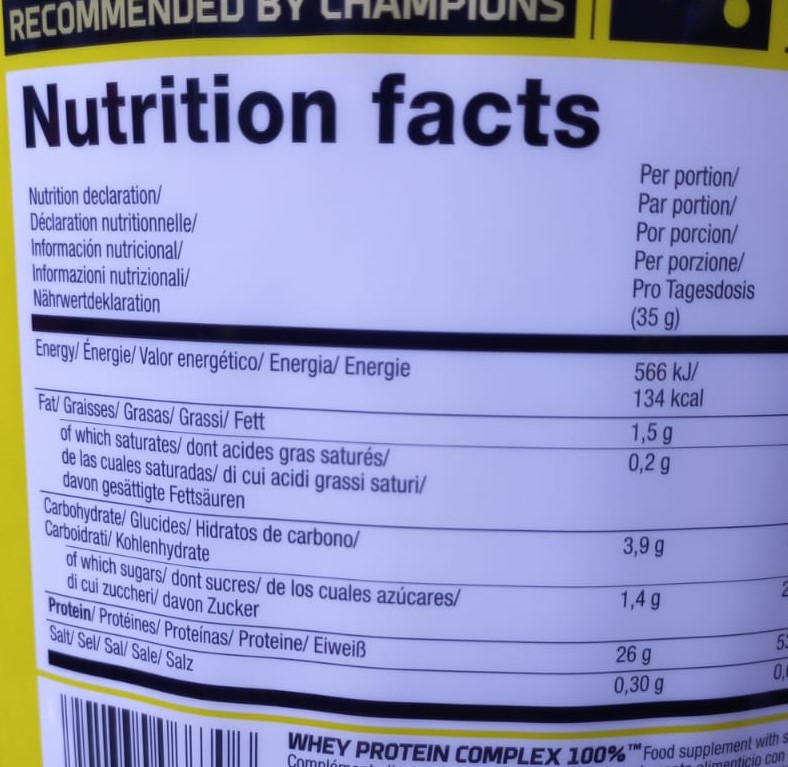 RECOMMENDED BY CHAMPIONS
Nutrition facts
Nutrition declaration/
Déclaration nutritionnelle/
Información nutricional/
Informazioni nutrizionali/
Nährwertdeklaration
Per portion/
Par portion/
Por porcion/
Per porzione/
Pro Tagesdosis
(35 g)
Energy/ Énergie/ Valor energético/ Energia/ Energie
566 kJ/
134 kcal
Fat/ Graisses/ Grasas/ Grassi/ Fett
1,5 g
of which saturates/ dont acides gras saturés/
de las cuales saturadas/ di cui acidi grassi saturi/
davon gesättigte Fettsäuren
0,2 g
Carbohydrate/ Glucides/ Hidratos de carbono/
Carboidrati/ Kohlenhydrate
3,9 g
of which sugars/ dont sucres/ de los cuales azúcares/
di cui zuccheri/ davon Zucker
1,4 g
Protein/ Protéines/ Proteínas/ Proteine/ Eiweiß
26 g
Salt/ Sel/ Sal/ Sale/ Salz
0,30 g
WHEY PROTEIN COMPLEX 100%™ Food supplement with
alimenticio con